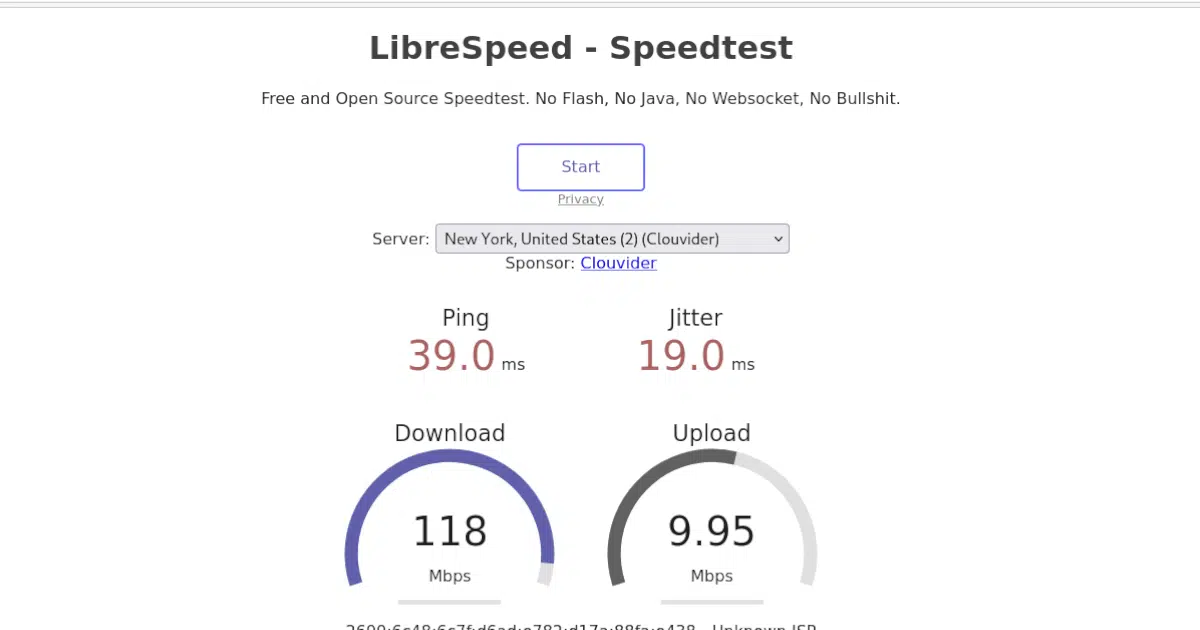 LibreSpeed - Speedtest
Free and Open Source Speedtest. No Flash, No Java, No Websocket, No Bullshit.
Start
Privacy
Server: New York, United States (2) (Clouvider)
Sponsor: Clouvider
Ping Jitter
39.0 ms 19.0 ms
Download Upload
118 9.95
Mbps Mbps
Unknown ISP